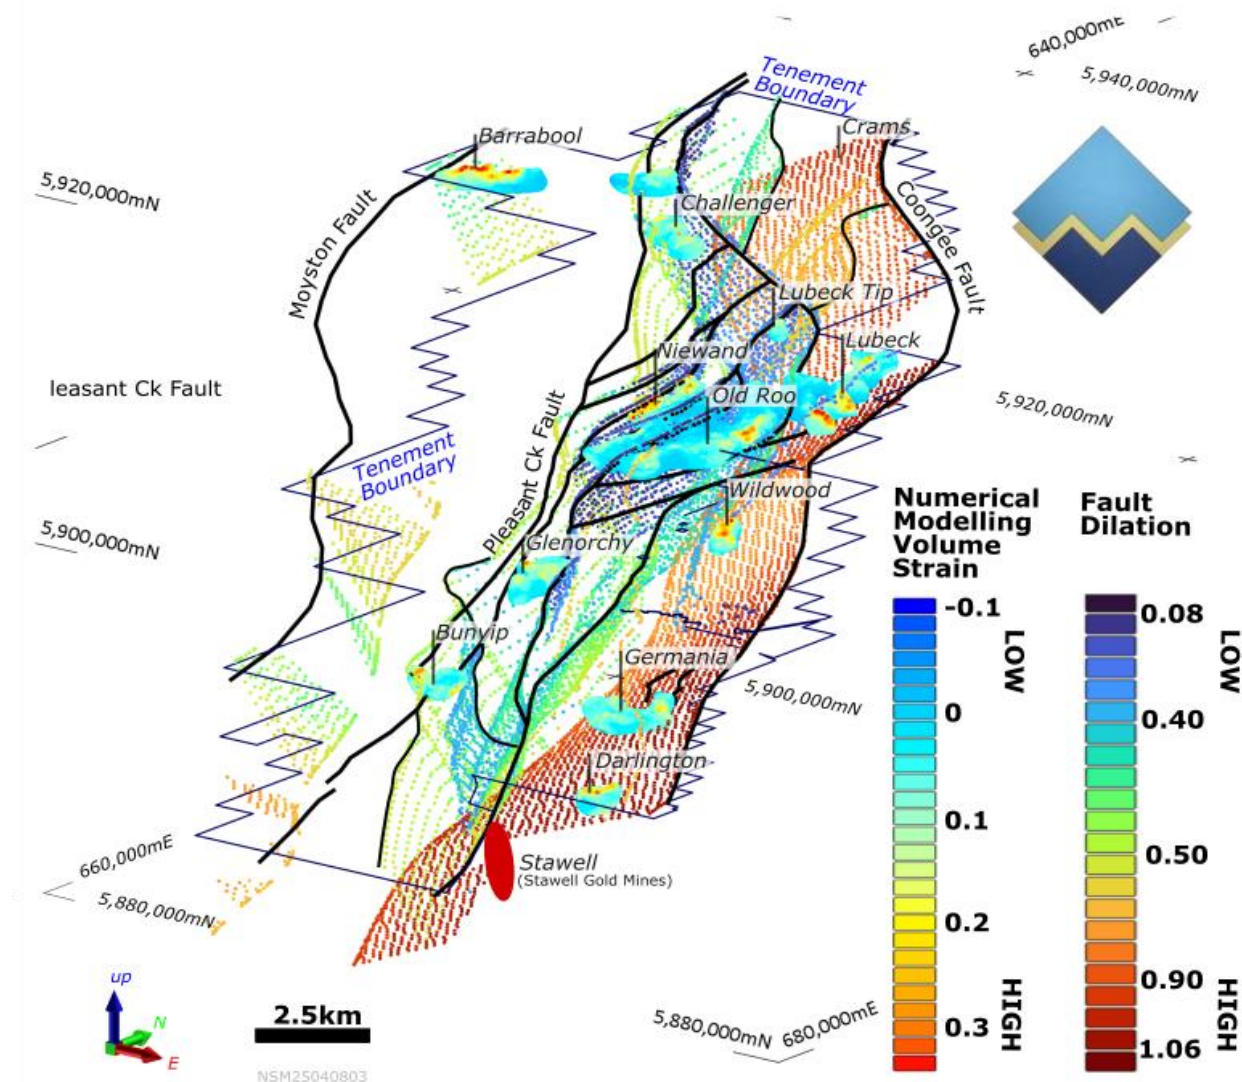 640,000mE
5,940,000mN
Tenement
Boundary
Crams
Barrabool
5,920,000mN
Challenger
Coongee Fault
Moyston Fault
Lubeck Tip
Lubeck
Niewand
leasant Ck Fault
Old Roo
5,920,000mN
Pleasant Ck Fault
Tenement
Boundary
Wildwood
5,900,000mN
Glenorchy
Bunyip
Germania
5,900,000mN
Darlington
Stawell
(Stawell Gold Mines)
660,000mE
5,880,000mN
Numerical
Modelling
Volume
Strain
-0.1
0
0.1
0.2
0.3
LOW
HIGH
Fault
Dilation
0.08
0.40
0.50
0.90
1.06
LOW
HIGH
up
N
E
2.5km
NSM25040803
5,880,000mN
680,000mE